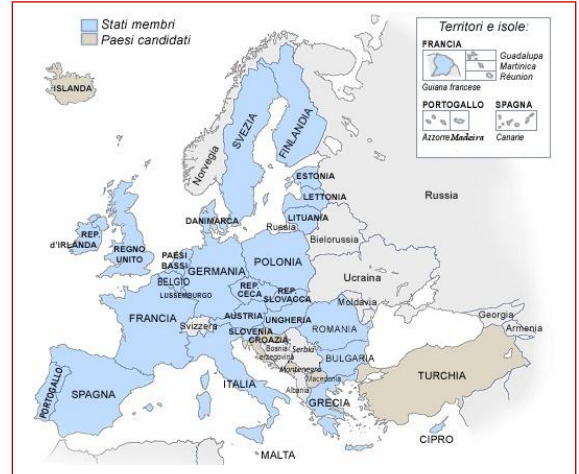 Stati membri
Paesi candidati
Territori e isole:
FRANCIA
Guadalupa
Martinica
Réunion
Guiana francese
PORTOGALLO
SPAGNA
Azzorre Madeira
Canarie
ISLANDA
Norvegia
SVEZIA
FINLANDIA
ESTONIA
LETTONIA
LITUANIA
Russia
Russia
DANIMARCA
Bielorussia
REP.
d'IRLANDA
REGNO
UNITO
PAESI
BASSI
BELGIO
LUSSEMBURGO
GERMANIA
POLONIA
Ucraina
REP.
CECA
REP.
SLOVACCA
Moldavia
FRANCIA
Svizzera
AUSTRIA
UNGHERIA
SLOVENIA
CROAZIA
ROMANIA
Georgia
Armenia
Bosnia
Erzegovina
Serbia
Montenegro
BULGARIA
Macedonia
Albania
PORTOGALLO
SPAGNA
ITALIA
GRECIA
TURCHIA
CIPRO
MALTA